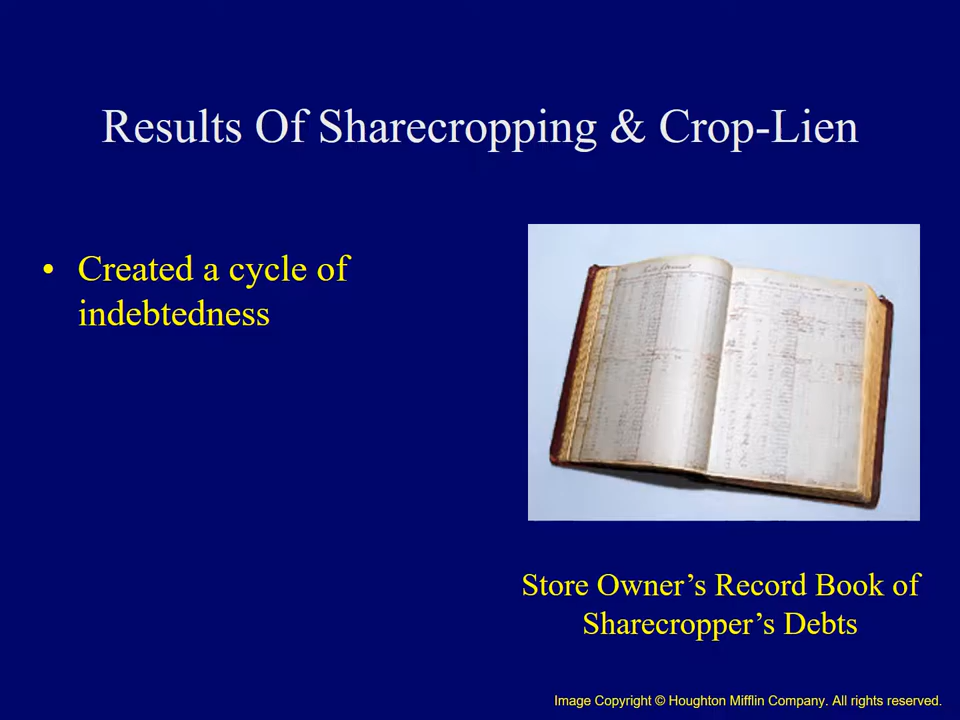 Results Of Sharecropping & Crop-Lien
• Created a cycle of
indebtedness
Store Owner’s Record Book of
Sharecropper’s Debts
Image Copyright © Houghton Mifflin Company. All rights reserved.